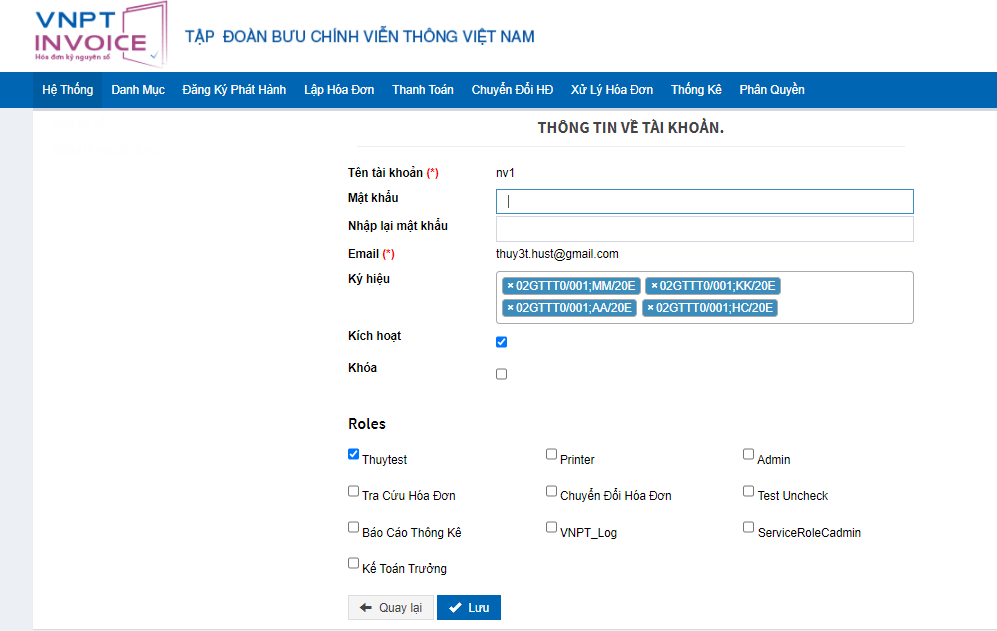 VNPT
INVOICE
Hóa đơn kỷ nguyên số
TẬP ĐOÀN BƯU CHÍNH VIỄN THÔNG VIỆT NAM
Hệ Thống Danh Mục Đăng Ký Phát Hành Lập Hóa Đơn Thanh Toán Chuyển Đổi HĐ Xử Lý Hóa Đơn Thống Kê Phân Quyền
THÔNG TIN VỀ TÀI KHOẢN.
Tên tài khoản (*) nv1
Mật khẩu
Nhập lại mật khẩu
Email (*) thuy3t.hust@gmail.com
Ký hiệu × 02GTTT0/001;MM/20E × 02GTTT0/001;KK/20E
× 02GTTT0/001;AA/20E × 02GTTT0/001;HC/20E
Kích hoạt
Khóa
Roles
Thuytest Printer Admin
Tra Cứu Hóa Đơn Chuyển Đổi Hóa Đơn Test Uncheck
Báo Cáo Thông Kê VNPT_Log ServiceRoleCadmin
Kế Toán Trưởng
Quay lại Lưu